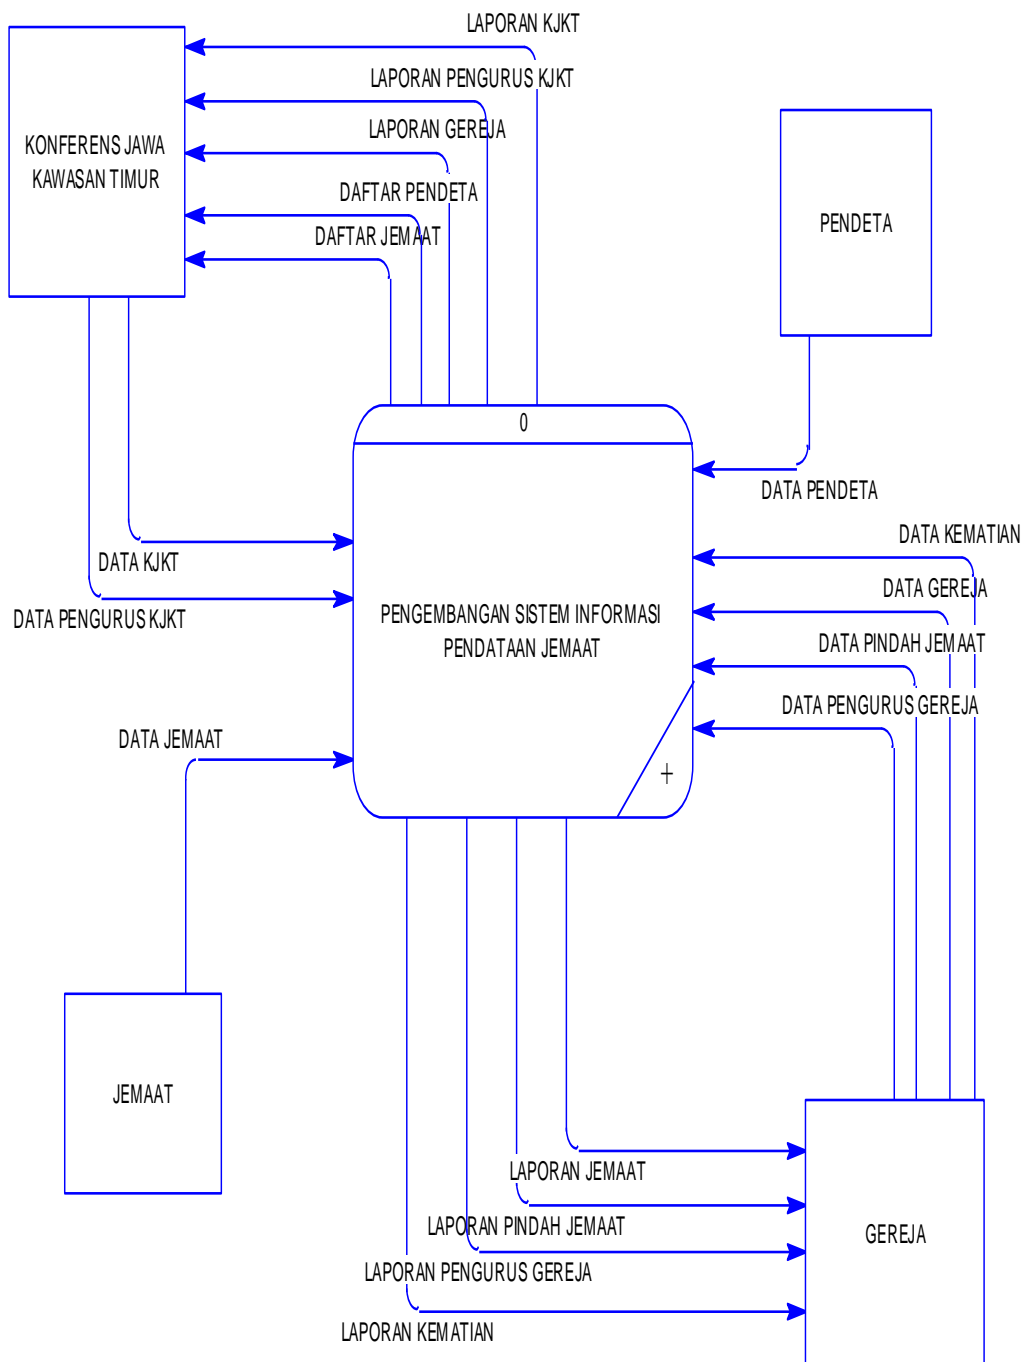 LAPORAN KJKT
LAPORAN PENGURUS KJKT
LAPORAN GEREJA
KONFERENS JAWA
KAWASAN TIMUR
DAFTAR PENDETA
DAFTAR JEMAAT
PENDETA
0
DATA PENDETA
DATA KEMATIAN
DATA KJKT
DATA GEREJA
DATA PENGURUS KJKT
PENGEMBANGAN SISTEM INFORMASI
PENDATAAN JEMAAT
DATA PINDAH JEMAAT
DATA PENGURUS GEREJA
DATA JEMAAT
+
JEMAAT
LAPORAN JEMAAT
LAPORAN PINDAH JEMAAT
GEREJA
LAPORAN PENGURUS GEREJA
LAPORAN KEMATIAN